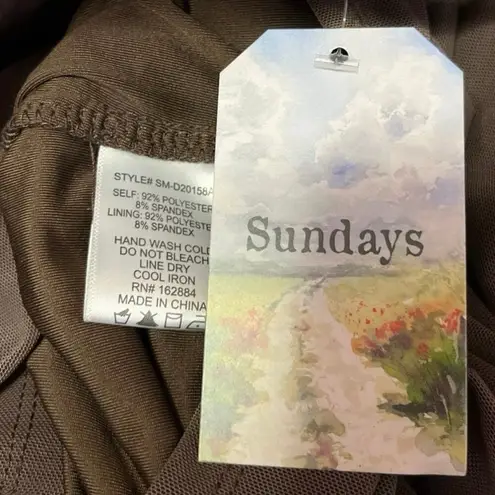 STYLE# SM-D20158A
SELF: 92% POLYESTER
8% SPANDEX
LINING: 92% POLYESTER
8% SPANDEX
HAND WASH COLD
DO NOT BLEACH
LINE DRY
COOL IRON
RN# 162884
MADE IN CHINA
Sundays